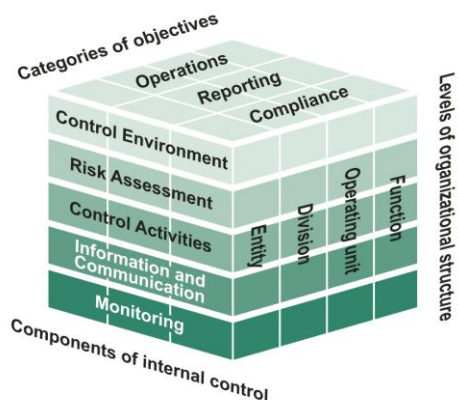 Categories of objectives
Operations
Reporting
Compliance
Control Environment
Risk Assessment
Control Activities
Information and
Communication
Monitoring
Components of internal control
Entity
Division
Operating unit
Function
Levels of organizational structure